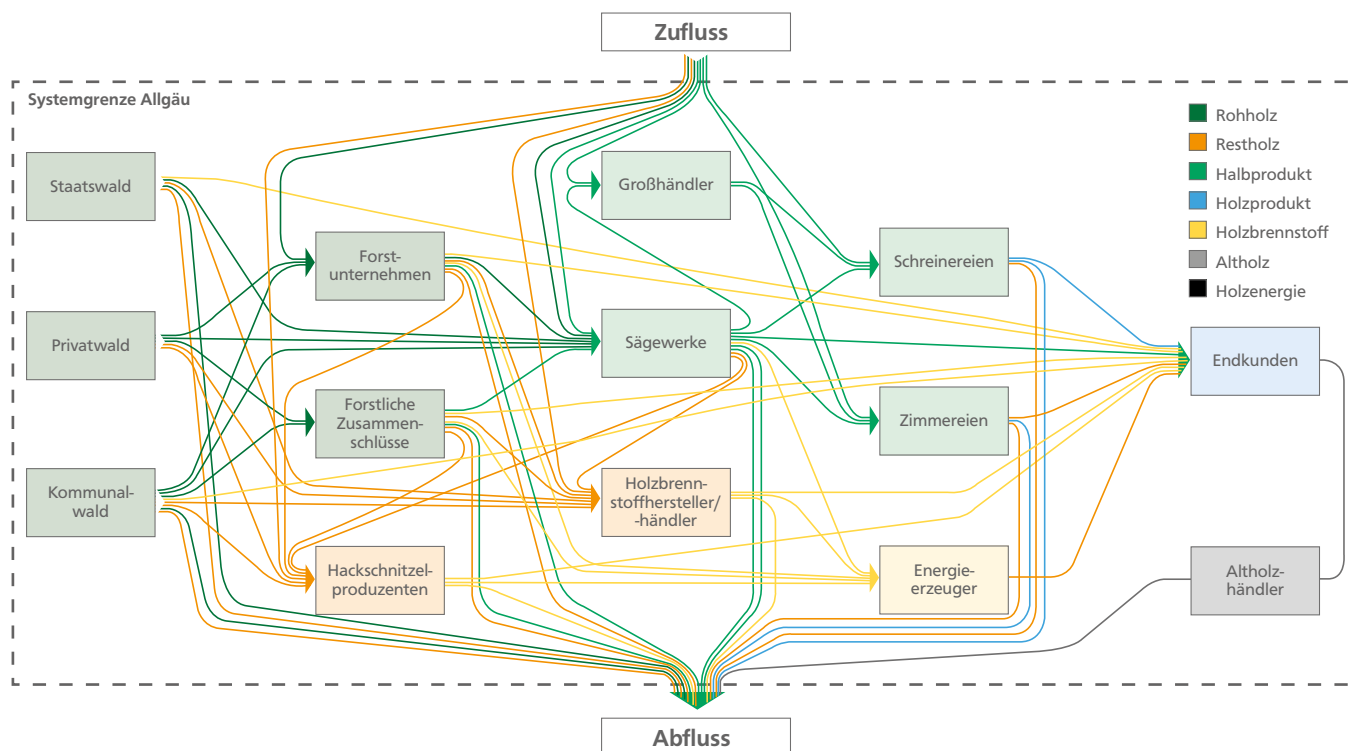 Zufluss
Systemgrenze Allgäu
Rohholz
Restholz
Halbprodukt
Holzprodukt
Holzbrennstoff
Altholz
Holzenergie
Staatswald
Großhändler
Forst-
unternehmen
Schreinereien
Privatwald
Sägewerke
Endkunden
Forstliche
Zusammen-
schlüsse
Zimmereien
Kommunal-
wald
Holzbrenn-
stoffhersteller/
-händler
Hackschnitzel-
produzenten
Energie-
erzeuger
Altholz-
händler
Abfluss